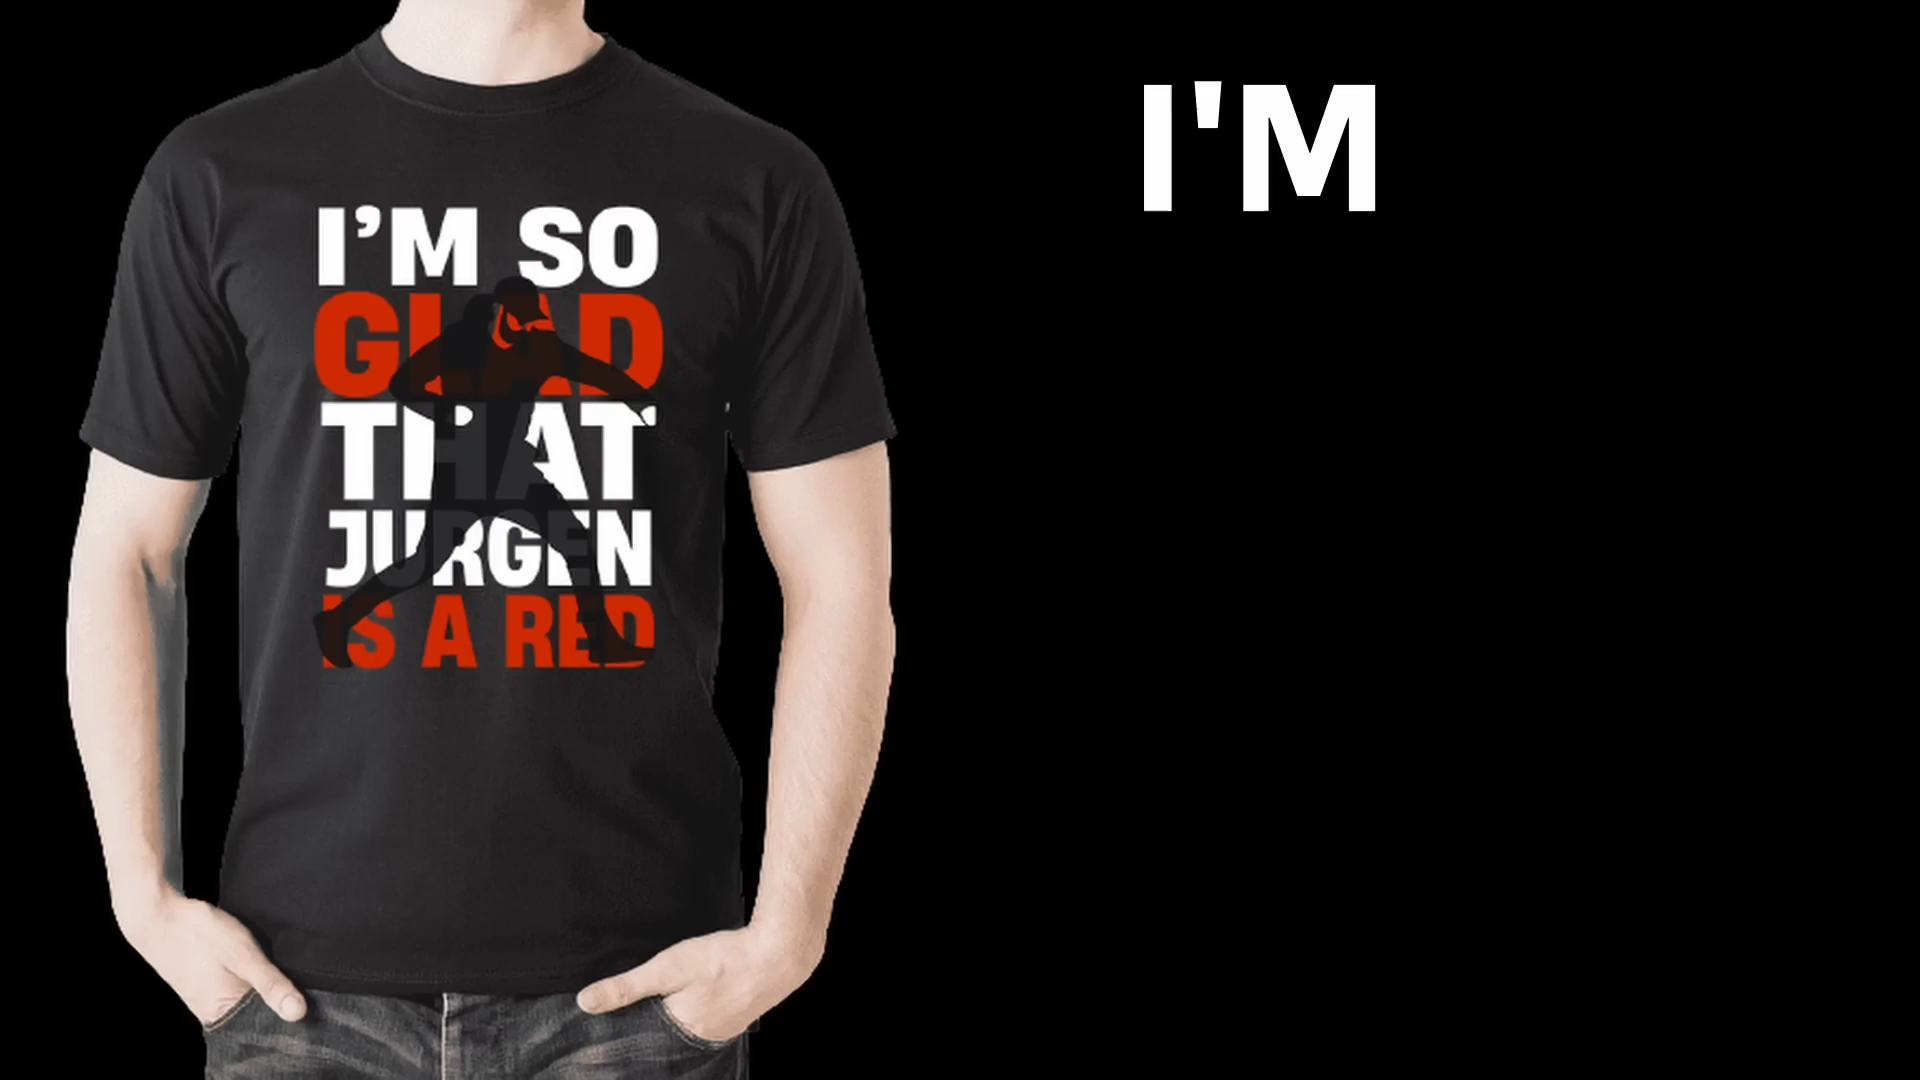 I'M SO
GLAD
THAT
JURGEN
IS A RED
I'M